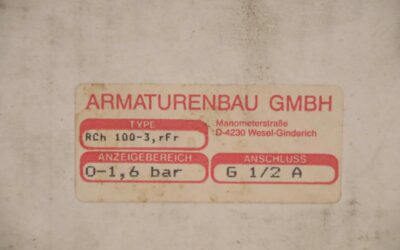 ARMATURENBAU GMBH
Manometerstraße
D-4230 Wesel-Ginderich
TYPE
RCh 100-3,rFr
ANZEIGEBEREICH
0-1,6 bar
ANSCHLUSS
G 1/2 A